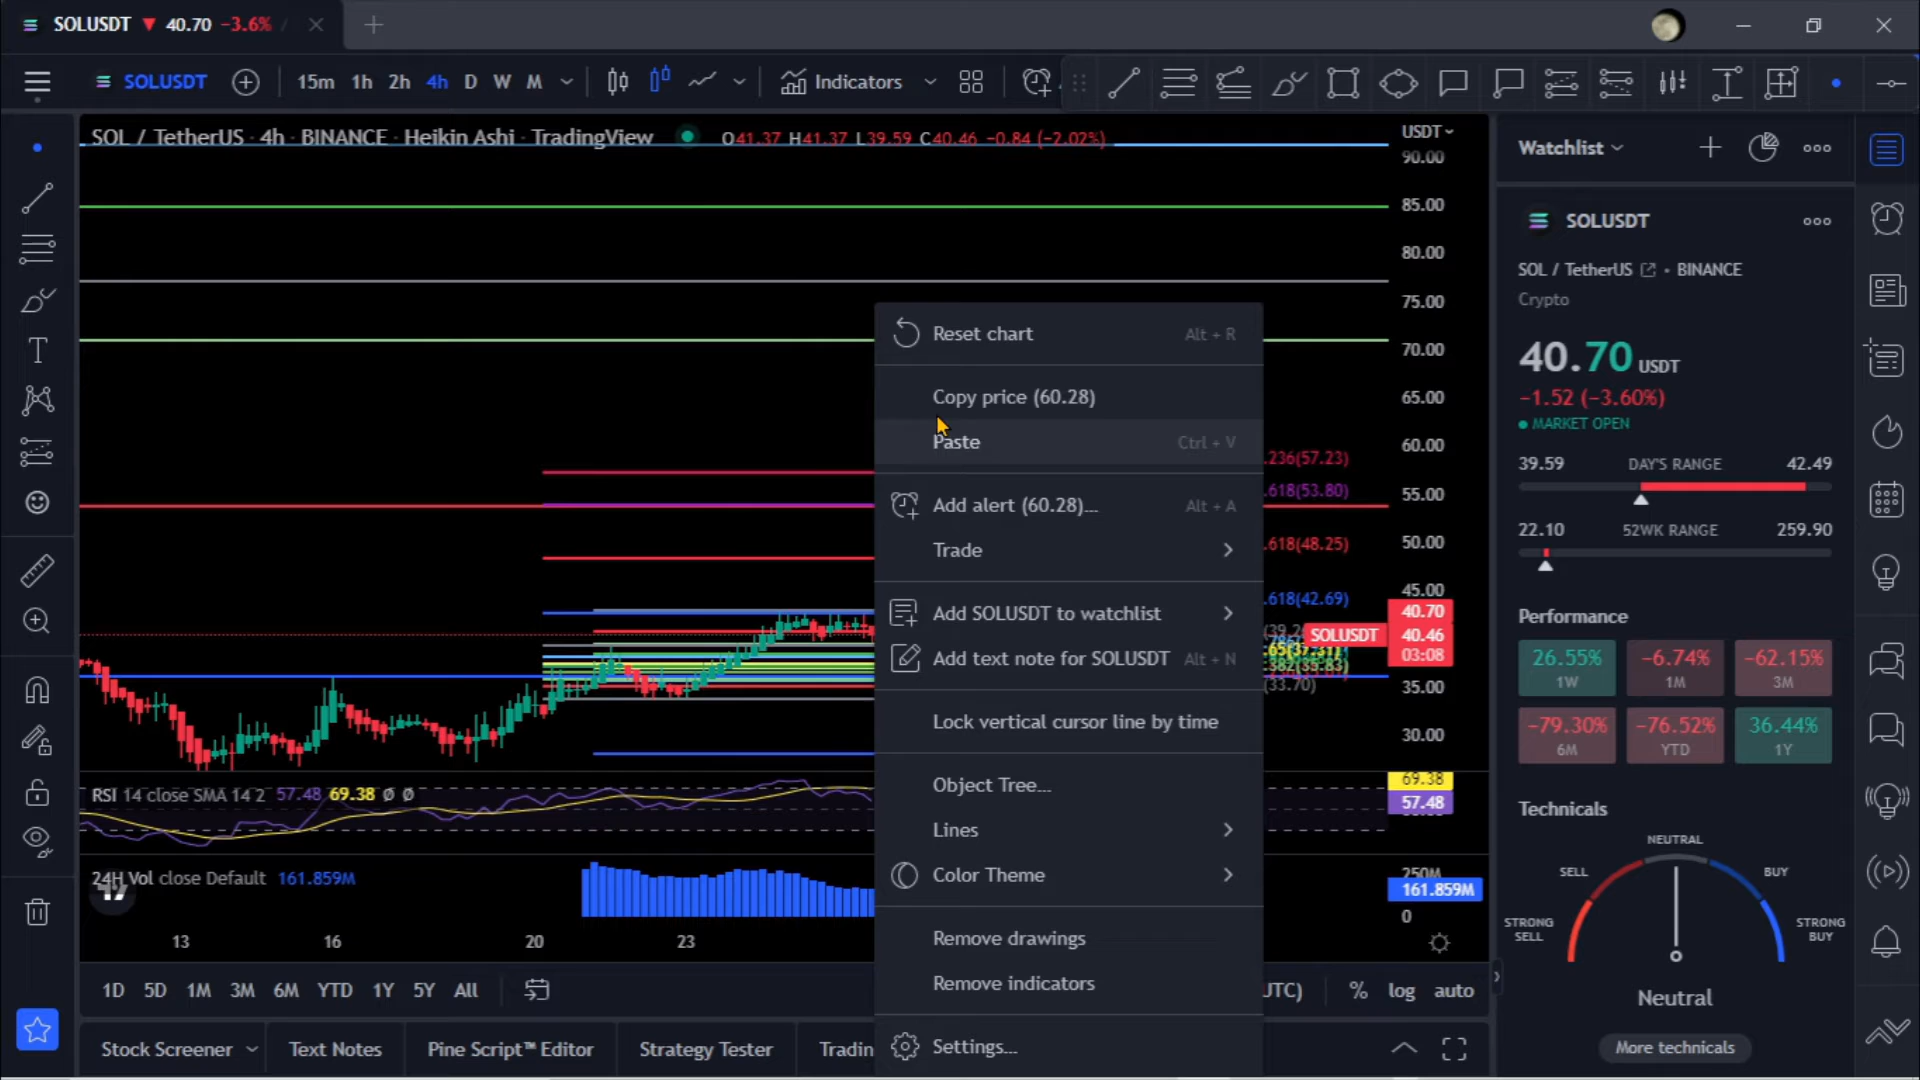 SOLUSDT ▼ 40.70 −3.6% /
SOLUSDT 15m 1h 2h 4h D W M Indicators
SOL / TetherUS · 4h · BINANCE · Heikin Ashi · TradingView O41.37 H41.37 L39.59 C40.46 −0.84 (−2.02%)
USDT
90.00
85.00
80.00
75.00
70.00
65.00
60.00
55.00
50.00
45.00
40.70
SOLUSDT 40.46
03:08
35.00
30.00
.236(57.23)
.618(53.80)
.618(48.25)
.618(42.69)
(33.70)
Reset chart Alt + R
Copy price (60.28)
Paste Ctrl + V
Add alert (60.28)... Alt + A
Trade
Add SOLUSDT to watchlist
Add text note for SOLUSDT Alt + N
Lock vertical cursor line by time
Object Tree...
Lines
Color Theme
Remove drawings
Remove indicators
Settings...
RSI 14 close SMA 14 2 57.48 69.38 Ø Ø
69.38
57.48
24H Vol close Default 161.859M
250M
161.859M
0
13 16 20 23
1D 5D 1M 3M 6M YTD 1Y 5Y All
UTC) % log auto
Stock Screener Text Notes Pine Script™ Editor Strategy Tester Tradin
Watchlist
SOLUSDT
SOL / TetherUS • BINANCE
Crypto
40.70 USDT
−1.52 (−3.60%)
MARKET OPEN
39.59 DAY'S RANGE 42.49
22.10 52WK RANGE 259.90
Performance
26.55% −6.74% −62.15%
1W 1M 3M
−79.30% −76.52% 36.44%
6M YTD 1Y
Technicals
NEUTRAL
SELL BUY
STRONG SELL STRONG BUY
Neutral
More technicals